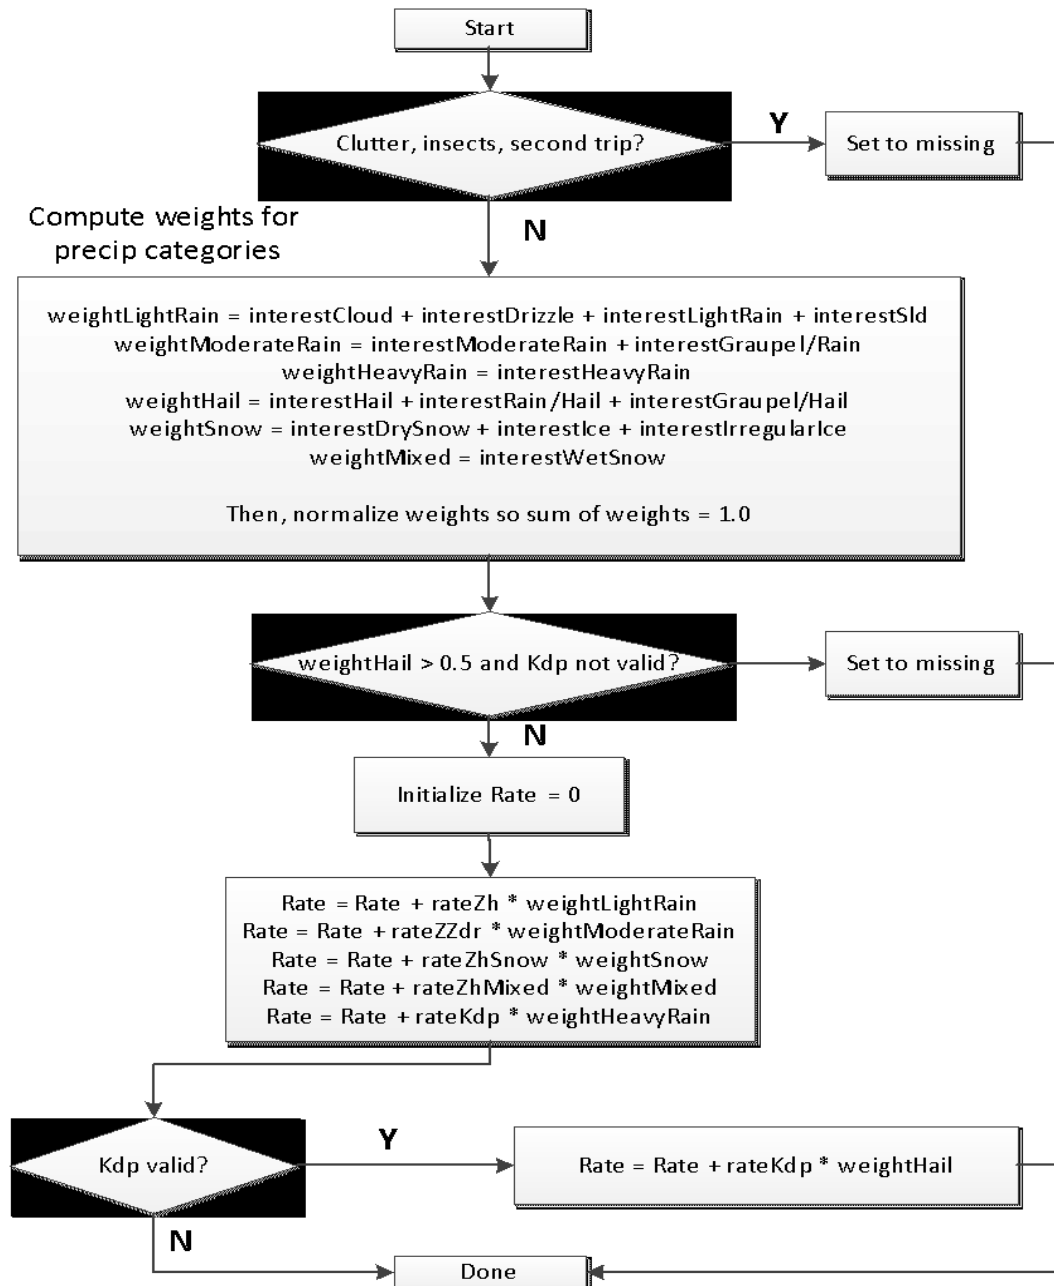 Start
Clutter, insects, second trip?
Y
Set to missing
N
Compute weights for
precip categories
weightLightRain = interestCloud + interestDrizzle + interestLightRain + interestSld
weightModerateRain = interestModerateRain + interestGraupel/Rain
weightHeavyRain = interestHeavyRain
weightHail = interestHail + interestRain/Hail + interestGraupel/Hail
weightSnow = interestDrySnow + interestIce + interestIrregularIce
weightMixed = interestWetSnow
Then, normalize weights so sum of weights = 1.0
weightHail > 0.5 and Kdp not valid?
Set to missing
N
Initialize Rate = 0
Rate = Rate + rateZh * weightLightRain
Rate = Rate + rateZZdr * weightModerateRain
Rate = Rate + rateZhSnow * weightSnow
Rate = Rate + rateZhMixed * weightMixed
Rate = Rate + rateKdp * weightHeavyRain
Kdp valid?
Y
Rate = Rate + rateKdp * weightHail
N
Done